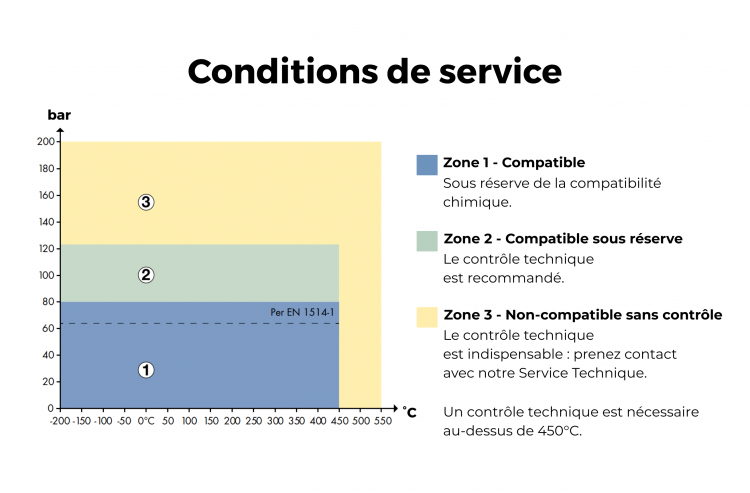 Conditions de service
bar
200
180
160
140
120
100
80
60
40
20
0
3
2
Per EN 1514-1
1
-200 -150 -100 -50 0°C 50 100 150 200 250 300 350 400 450 500 550
°C
Zone 1 - Compatible
Sous réserve de la compatibilité
chimique.
Zone 2 - Compatible sous réserve
Le contrôle technique
est recommandé.
Zone 3 - Non-compatible sans contrôle
Le contrôle technique
est indispensable : prenez contact
avec notre Service Technique.
Un contrôle technique est nécessaire
au-dessus de 450°C.